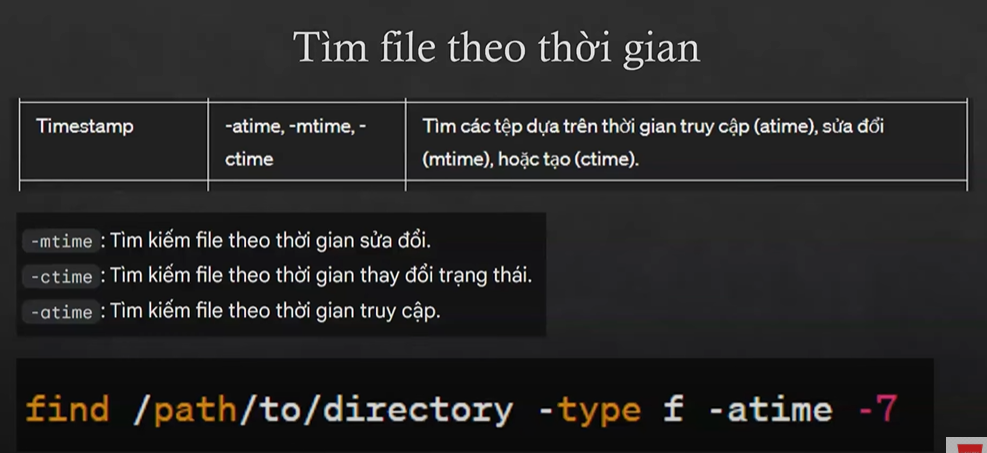 Tìm file theo thời gian
Timestamp
-atime, -mtime, -
ctime
Tìm các tệp dựa trên thời gian truy cập (atime), sửa đổi
(mtime), hoặc tạo (ctime).
-mtime : Tìm kiếm file theo thời gian sửa đổi.
-ctime : Tìm kiếm file theo thời gian thay đổi trạng thái.
-atime : Tìm kiếm file theo thời gian truy cập.
find /path/to/directory -type f -atime -7